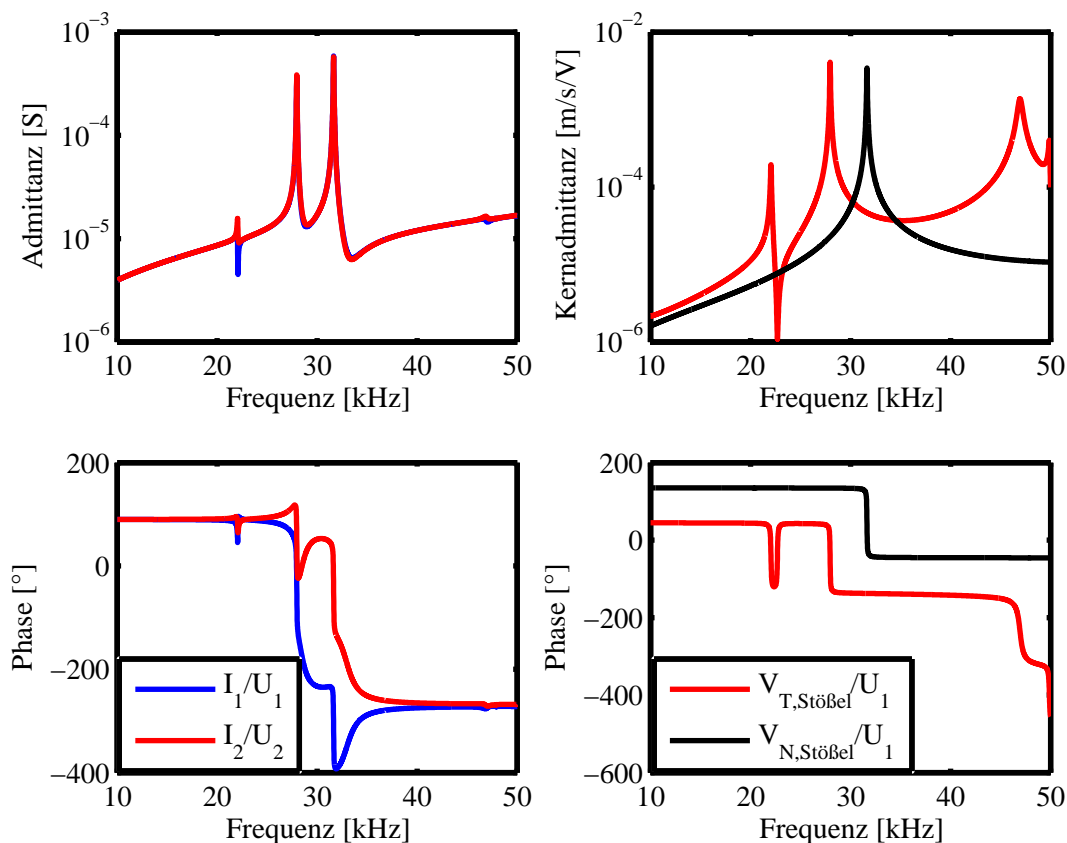 10⁻³
10⁻⁴
10⁻⁵
10⁻⁶
Admittanz [S]
10 20 30 40 50
Frequenz [kHz]
10⁻²
10⁻⁴
10⁻⁶
Kernadmittanz [m/s/V]
10 20 30 40 50
Frequenz [kHz]
200
0
−200
−400
Phase [°]
I_1/U_1
I_2/U_2
10 20 30 40 50
Frequenz [kHz]
200
0
−200
−400
−600
Phase [°]
V_T,Stößel/U_1
V_N,Stößel/U_1
10 20 30 40 50
Frequenz [kHz]